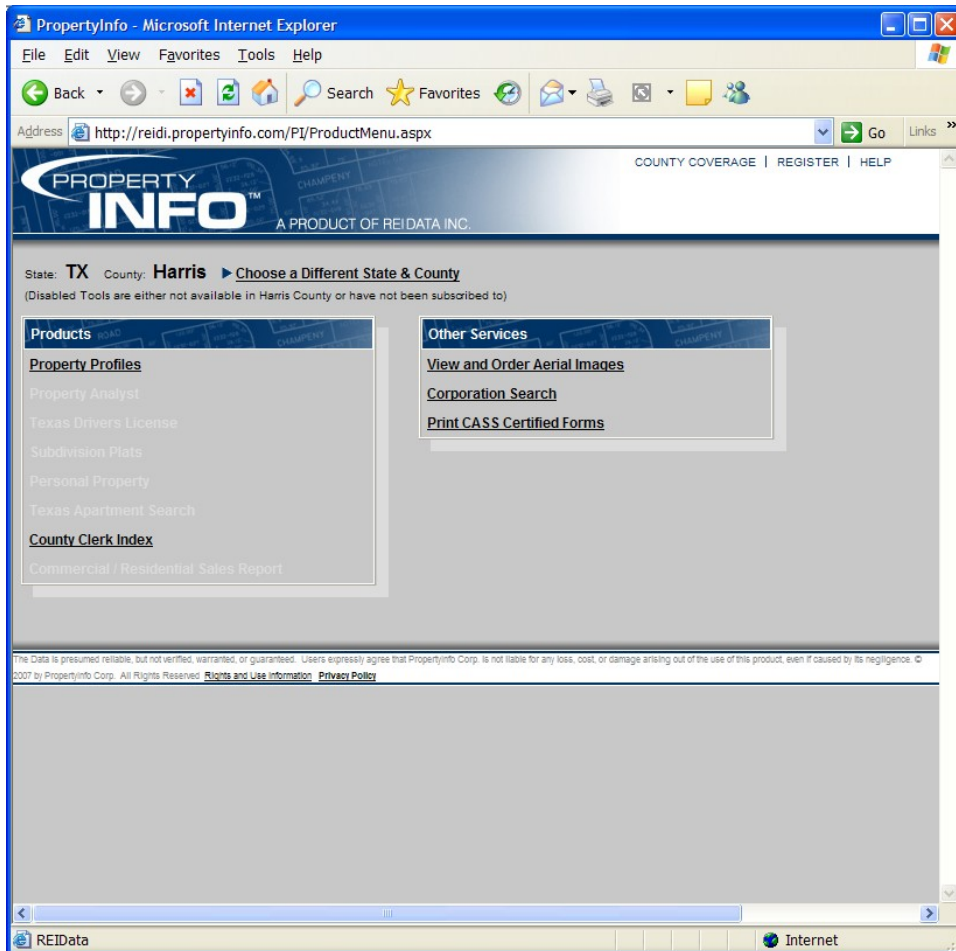 PropertyInfo - Microsoft Internet Explorer
File Edit View Favorites Tools Help
Back Search Favorites
Address http://reidi.propertyinfo.com/PI/ProductMenu.aspx Go Links »
COUNTY COVERAGE | REGISTER | HELP
PROPERTY
INFO™
A PRODUCT OF REI DATA INC.
State: TX County: Harris Choose a Different State & County
(Disabled Tools are either not available in Harris County or have not been subscribed to)
Products
Property Profiles
Property Analyst
Texas Drivers License
Subdivision Plats
Personal Property
Texas Apartment Search
County Clerk Index
Commercial / Residential Sales Report
Other Services
View and Order Aerial Images
Corporation Search
Print CASS Certified Forms
The Data is presumed reliable, but not verified, warranted, or guaranteed. Users expressly agree that PropertyInfo Corp. is not liable for any loss, cost, or damage arising out of the use of this product, even if caused by its negligence. ©
2007 by PropertyInfo Corp. All Rights Reserved Rights and Use Information Privacy Policy
REIData Internet